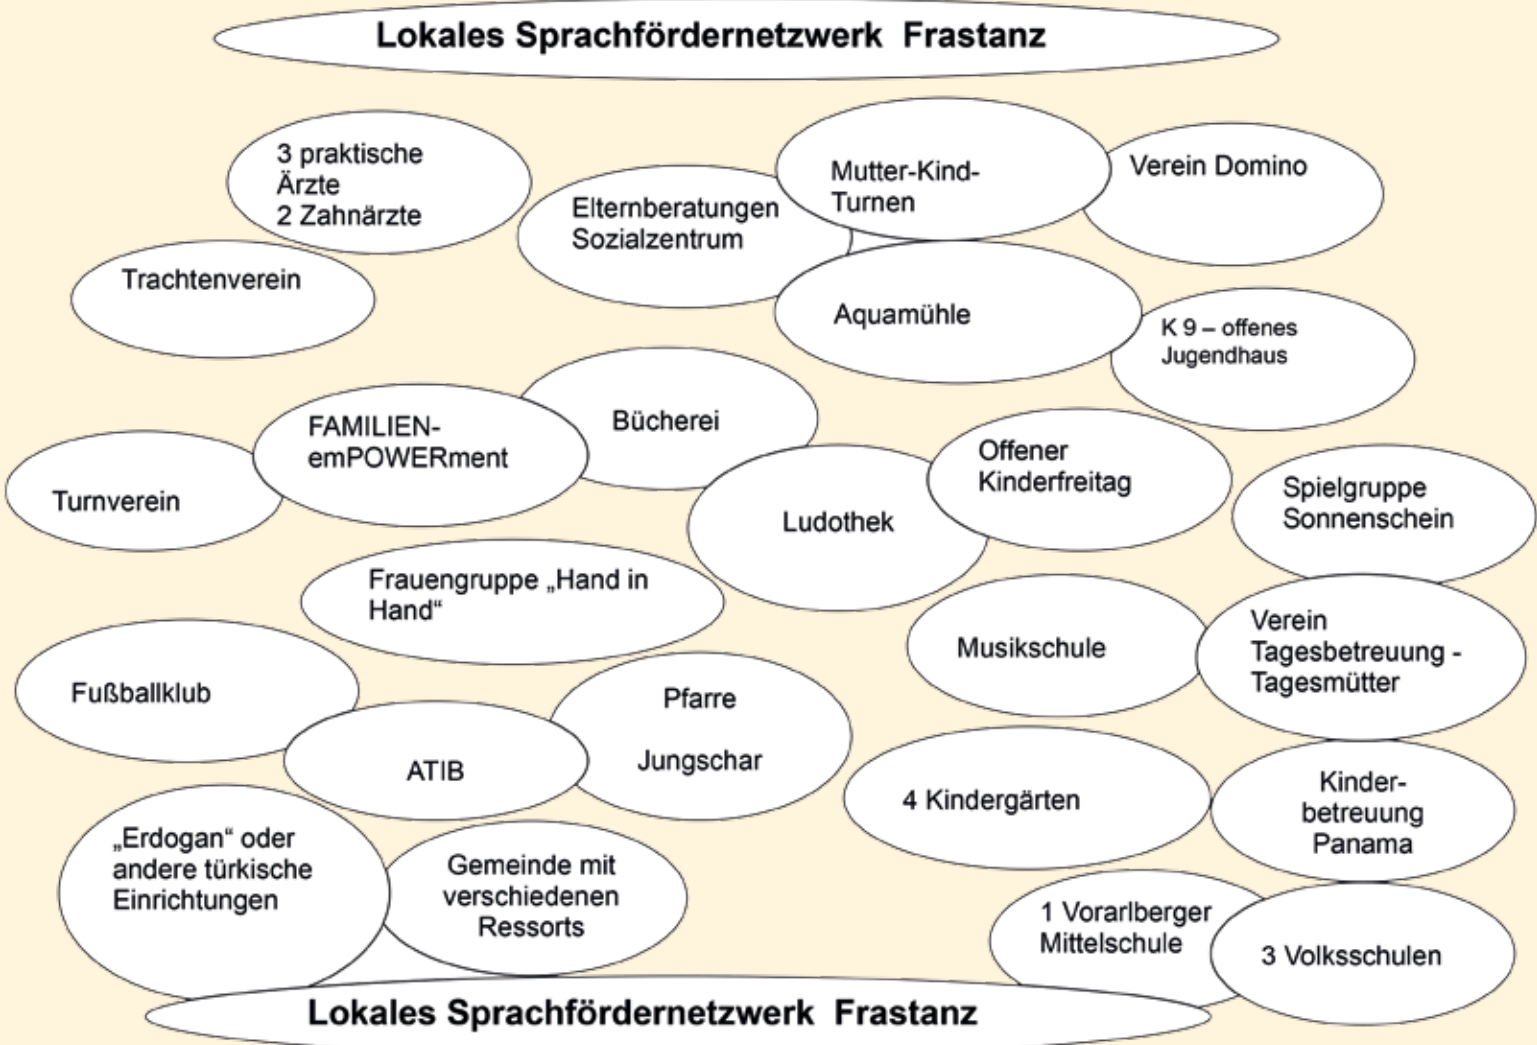 Lokales Sprachfördernetzwerk Frastanz
3 praktische
Ärzte
2 Zahnärzte
Elternberatungen
Sozialzentrum
Mutter-Kind-
Turnen
Verein Domino
Trachtenverein
Aquamühle
K 9 – offenes
Jugendhaus
FAMILIEN-
emPOWERment
Bücherei
Offener
Kinderfreitag
Turnverein
Ludothek
Spielgruppe
Sonnenschein
Frauengruppe „Hand in
Hand“
Musikschule
Verein
Tagesbetreuung -
Tagesmütter
Fußballklub
Pfarre
Jungschar
ATIB
4 Kindergärten
Kinder-
betreuung
Panama
„Erdogan“ oder
andere türkische
Einrichtungen
Gemeinde mit
verschiedenen
Ressorts
1 Vorarlberger
Mittelschule
3 Volksschulen
Lokales Sprachfördernetzwerk Frastanz